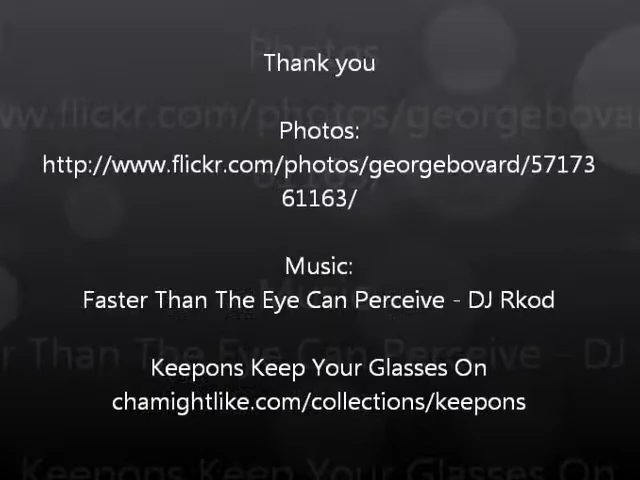 Thank you
Photos:
http://www.flickr.com/photos/georgebovard/57173
61163/
Music:
Faster Than The Eye Can Perceive - DJ Rkod
Keepons Keep Your Glasses On
chamightlike.com/collections/keepons